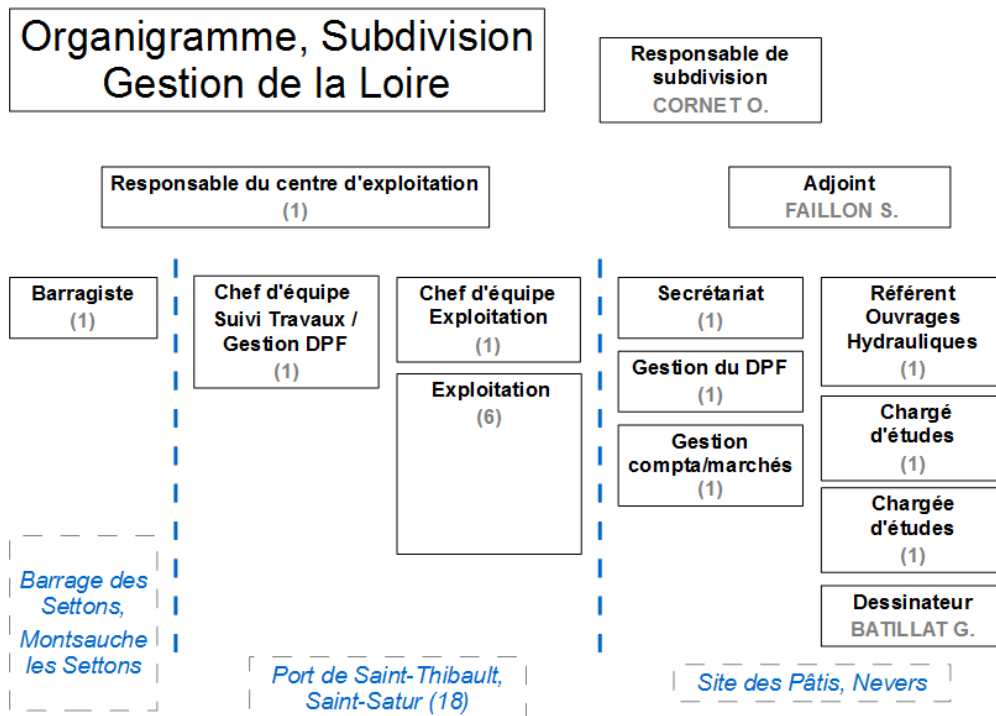 Organigramme, Subdivision
Gestion de la Loire
Responsable de
subdivision
CORNET O.
Responsable du centre d'exploitation
(1)
Adjoint
FAILLON S.
Barragiste
(1)
Chef d'équipe
Suivi Travaux /
Gestion DPF
(1)
Chef d'équipe
Exploitation
(1)
Exploitation
(6)
Secrétariat
(1)
Gestion du DPF
(1)
Gestion
compta/marchés
(1)
Référent
Ouvrages
Hydrauliques
(1)
Chargé
d'études
(1)
Chargée
d'études
(1)
Dessinateur
BATILLAT G.
Barrage des
Settons,
Montsauche
les Settons
Port de Saint-Thibault,
Saint-Satur (18)
Site des Pâtis, Nevers